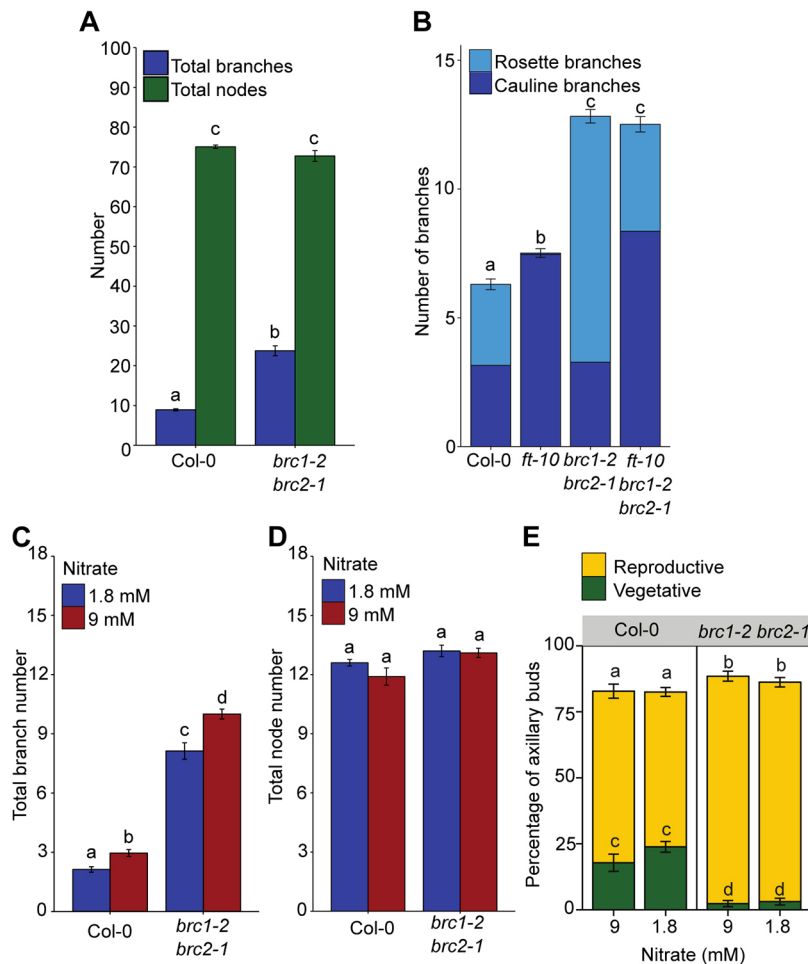 A
Total branches
Total nodes
Number
100
90
80
70
60
50
40
30
20
10
0
a
c
b
c
Col-0
brc1-2
brc2-1
B
Rosette branches
Cauline branches
Number of branches
15
10
5
0
a
b
c
c
Col-0
ft-10
brc1-2
brc2-1
ft-10
brc1-2
brc2-1
C
Nitrate
1.8 mM
9 mM
Total branch number
18
15
12
9
6
3
0
a
b
c
d
Col-0
brc1-2
brc2-1
D
Nitrate
1.8 mM
9 mM
Total node number
18
15
12
9
6
3
0
a
a
a
a
Col-0
brc1-2
brc2-1
E
Reproductive
Vegetative
Col-0
brc1-2 brc2-1
Percentage of axillary buds
100
75
50
25
0
a
a
b
b
c
c
d
d
9
1.8
9
1.8
Nitrate (mM)